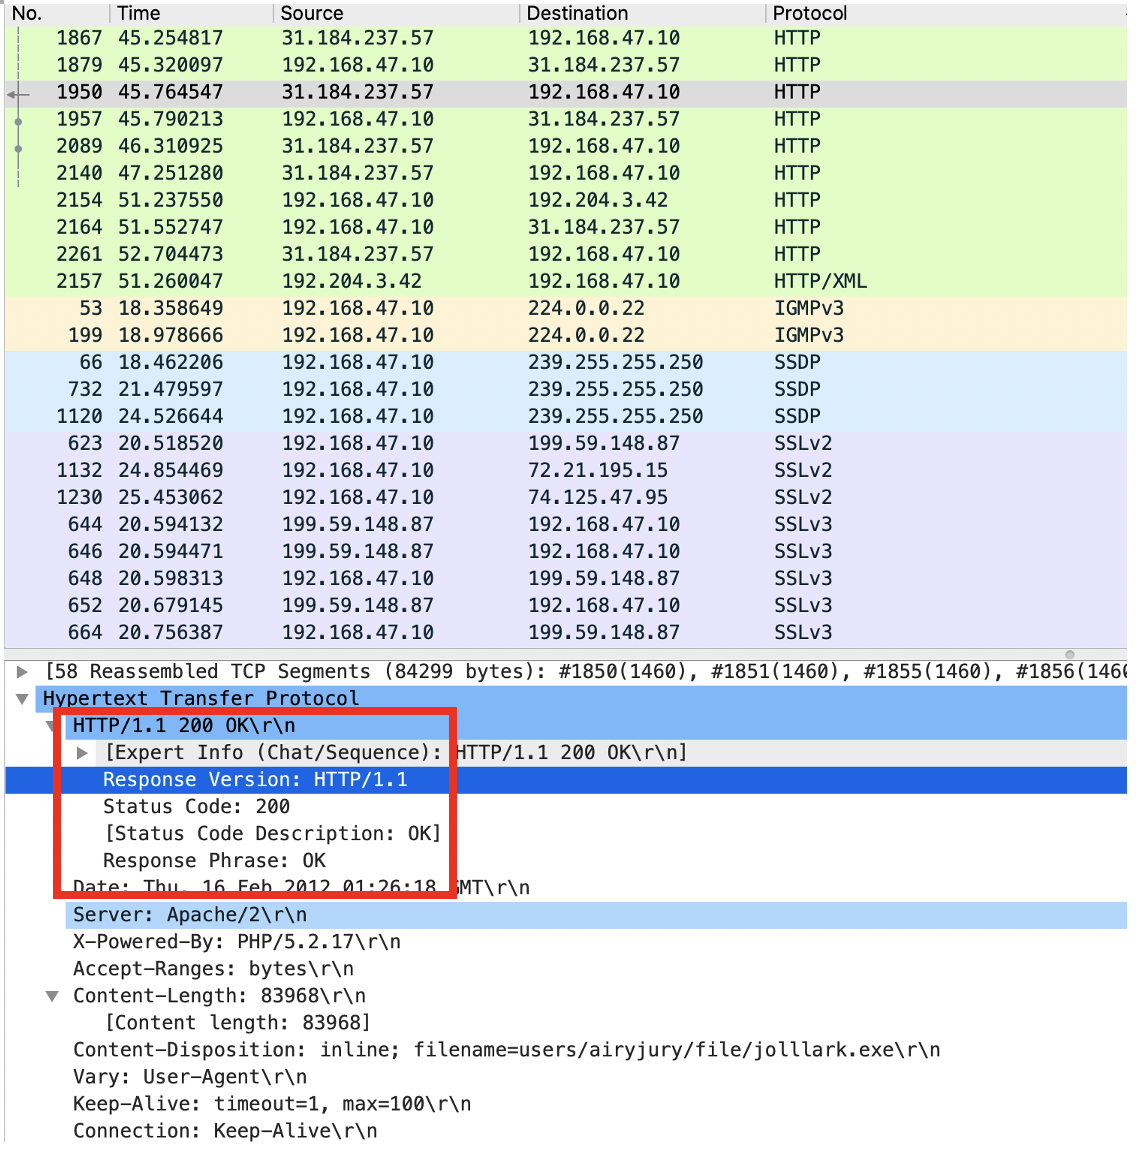 No. Time Source Destination Protocol
1867 45.254817 31.184.237.57 192.168.47.10 HTTP
1879 45.320097 192.168.47.10 31.184.237.57 HTTP
1950 45.764547 31.184.237.57 192.168.47.10 HTTP
1957 45.790213 192.168.47.10 31.184.237.57 HTTP
2089 46.310925 31.184.237.57 192.168.47.10 HTTP
2140 47.251280 31.184.237.57 192.168.47.10 HTTP
2154 51.237550 192.168.47.10 192.204.3.42 HTTP
2164 51.552747 192.168.47.10 31.184.237.57 HTTP
2261 52.704473 31.184.237.57 192.168.47.10 HTTP
2157 51.260047 192.204.3.42 192.168.47.10 HTTP/XML
53 18.358649 192.168.47.10 224.0.0.22 IGMPv3
199 18.978666 192.168.47.10 224.0.0.22 IGMPv3
66 18.462206 192.168.47.10 239.255.255.250 SSDP
732 21.479597 192.168.47.10 239.255.255.250 SSDP
1120 24.526644 192.168.47.10 239.255.255.250 SSDP
623 20.518520 192.168.47.10 199.59.148.87 SSLv2
1132 24.854469 192.168.47.10 72.21.195.15 SSLv2
1230 25.453062 192.168.47.10 74.125.47.95 SSLv2
644 20.594132 199.59.148.87 192.168.47.10 SSLv3
646 20.594471 199.59.148.87 192.168.47.10 SSLv3
648 20.598313 192.168.47.10 199.59.148.87 SSLv3
652 20.679145 199.59.148.87 192.168.47.10 SSLv3
664 20.756387 192.168.47.10 199.59.148.87 SSLv3
[58 Reassembled TCP Segments (84299 bytes): #1850(1460), #1851(1460), #1855(1460), #1856(1460
Hypertext Transfer Protocol
HTTP/1.1 200 OK\r\n
[Expert Info (Chat/Sequence): HTTP/1.1 200 OK\r\n]
Response Version: HTTP/1.1
Status Code: 200
[Status Code Description: OK]
Response Phrase: OK
Date: Thu, 16 Feb 2012 01:26:18 GMT\r\n
Server: Apache/2\r\n
X-Powered-By: PHP/5.2.17\r\n
Accept-Ranges: bytes\r\n
Content-Length: 83968\r\n
[Content length: 83968]
Content-Disposition: inline; filename=users/airyjury/file/jolllark.exe\r\n
Vary: User-Agent\r\n
Keep-Alive: timeout=1, max=100\r\n
Connection: Keep-Alive\r\n